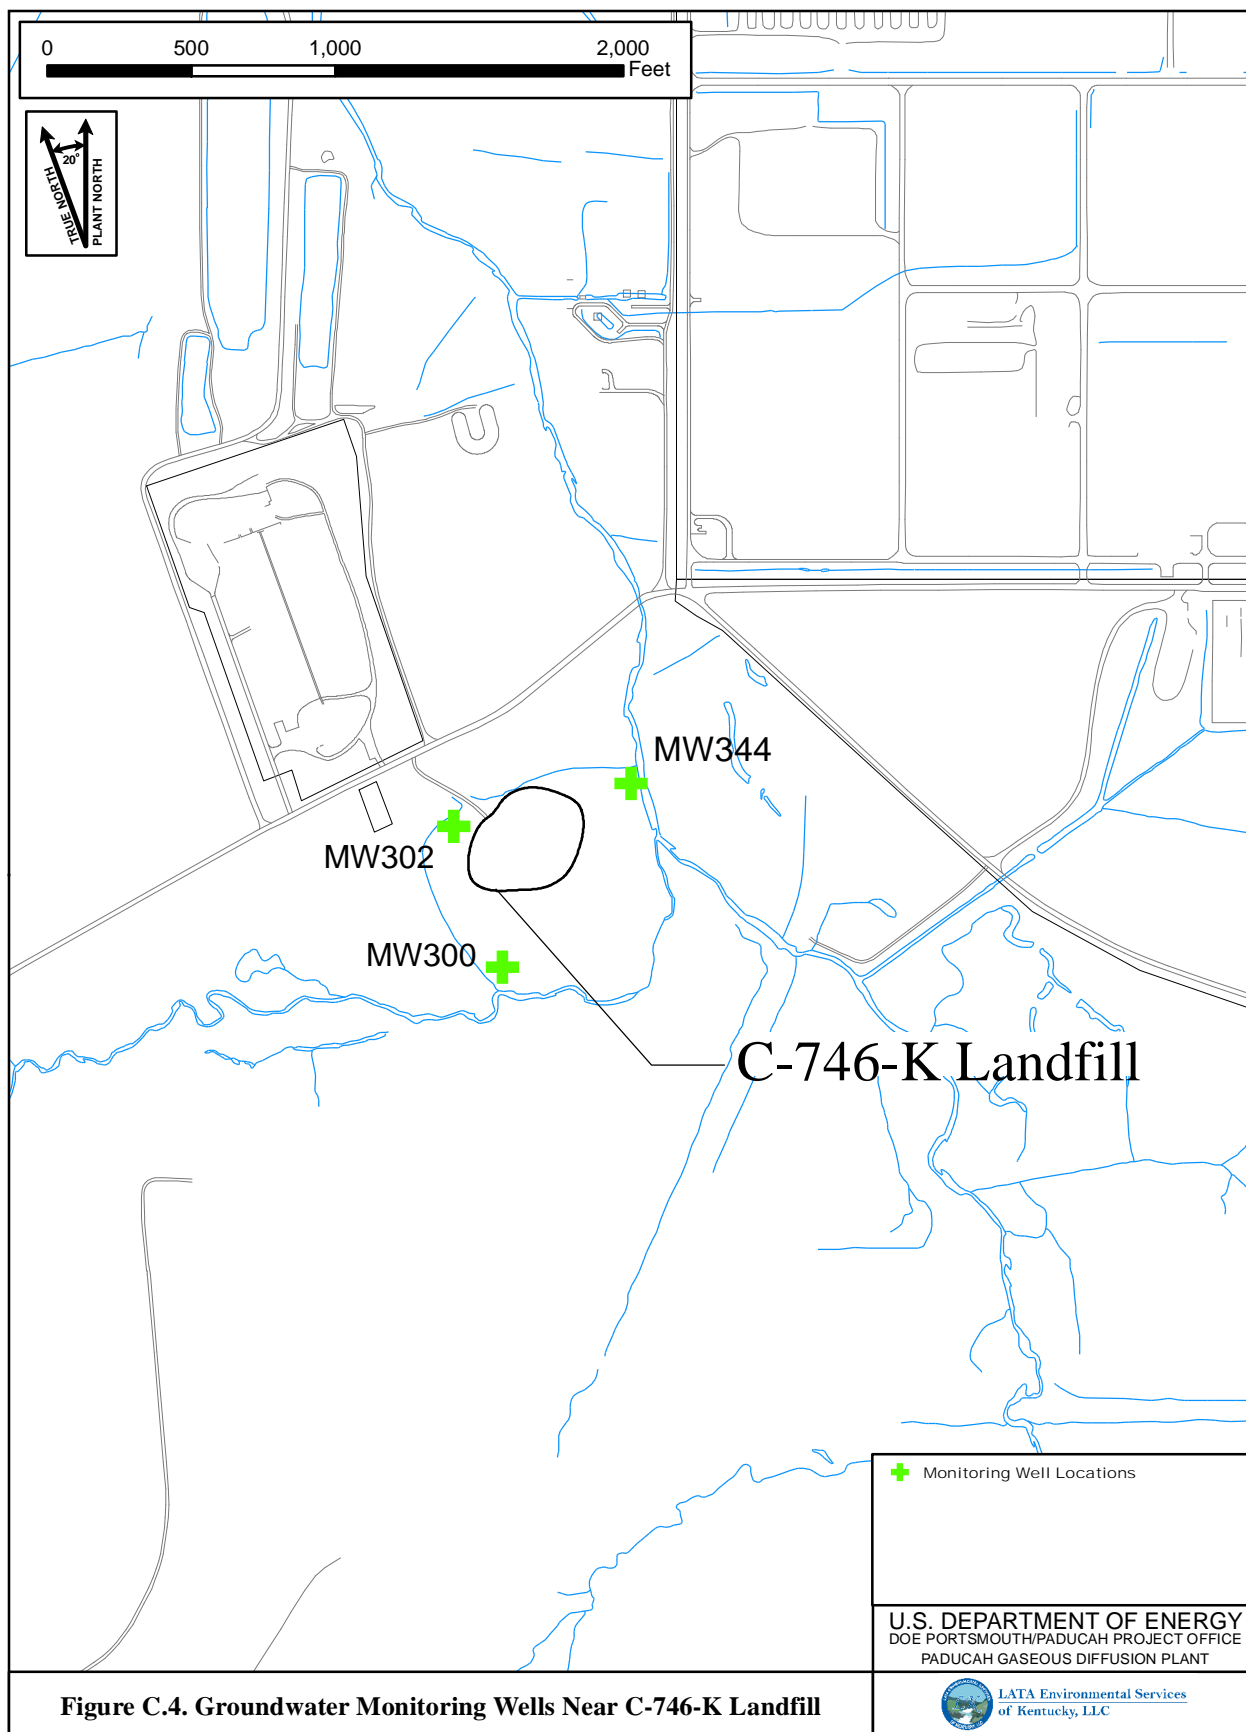 0 500 1,000 2,000
Feet
20°
TRUE NORTH
PLANT NORTH
MW344
MW302
MW300
C-746-K Landfill
Monitoring Well Locations
U.S. DEPARTMENT OF ENERGY
DOE PORTSMOUTH/PADUCAH PROJECT OFFICE
PADUCAH GASEOUS DIFFUSION PLANT
Figure C.4. Groundwater Monitoring Wells Near C-746-K Landfill
LATA Environmental Services
of Kentucky, LLC